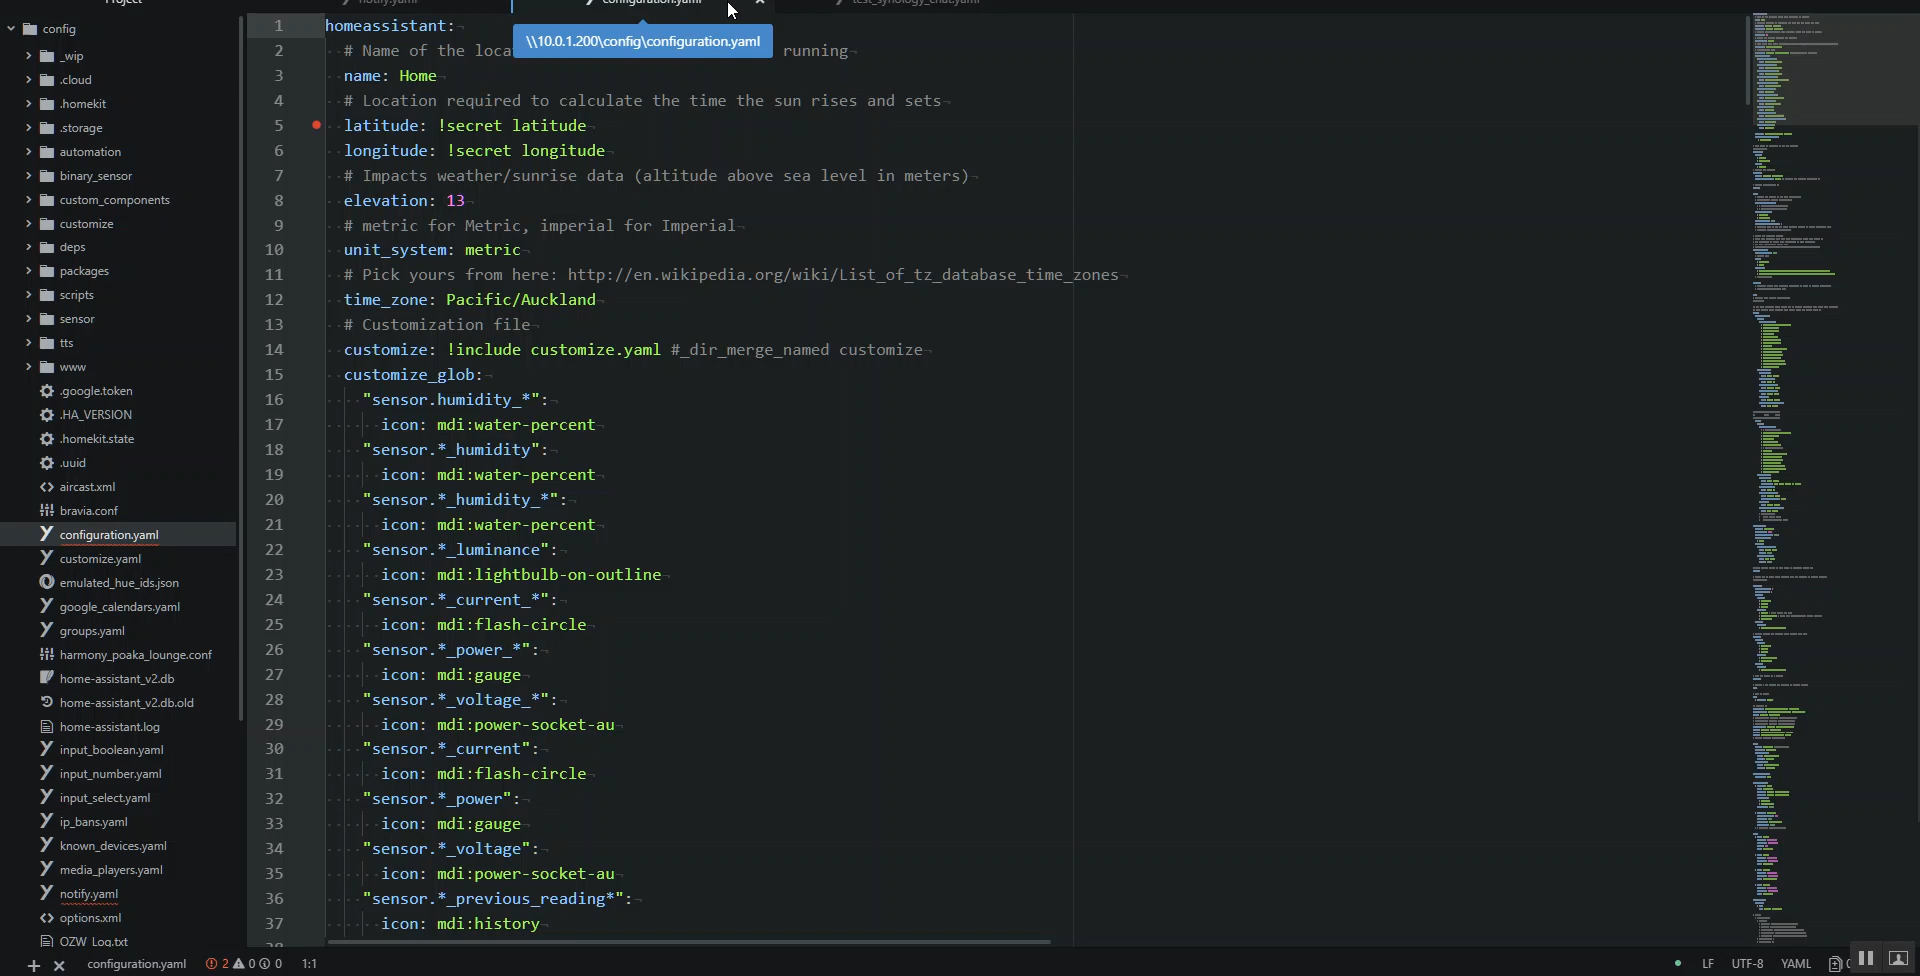 Project
notify.yaml
configuration.yaml
test_synology_chat.yaml
\\10.0.1.200\config\configuration.yaml
config
_wip
.cloud
.homekit
.storage
automation
binary_sensor
custom_components
customize
deps
packages
scripts
sensor
tts
www
.google.token
.HA_VERSION
.homekit.state
.uuid
aircast.xml
bravia.conf
configuration.yaml
customize.yaml
emulated_hue_ids.json
google_calendars.yaml
groups.yaml
harmony_poaka_lounge.conf
home-assistant_v2.db
home-assistant_v2.db.old
home-assistant.log
input_boolean.yaml
input_number.yaml
input_select.yaml
ip_bans.yaml
known_devices.yaml
media_players.yaml
notify.yaml
options.xml
OZW_Log.txt
1 homeassistant:
2 # Name of the loca running
3 name: Home
4 # Location required to calculate the time the sun rises and sets
5 latitude: !secret latitude
6 longitude: !secret longitude
7 # Impacts weather/sunrise data (altitude above sea level in meters)
8 elevation: 13
9 # metric for Metric, imperial for Imperial
10 unit_system: metric
11 # Pick yours from here: http://en.wikipedia.org/wiki/List_of_tz_database_time_zones
12 time_zone: Pacific/Auckland
13 # Customization file
14 customize: !include customize.yaml #_dir_merge_named customize
15 customize_glob:
16 "sensor.humidity_*":
17 icon: mdi:water-percent
18 "sensor.*_humidity":
19 icon: mdi:water-percent
20 "sensor.*_humidity_*":
21 icon: mdi:water-percent
22 "sensor.*_luminance":
23 icon: mdi:lightbulb-on-outline
24 "sensor.*_current_*":
25 icon: mdi:flash-circle
26 "sensor.*_power_*":
27 icon: mdi:gauge
28 "sensor.*_voltage_*":
29 icon: mdi:power-socket-au
30 "sensor.*_current":
31 icon: mdi:flash-circle
32 "sensor.*_power":
33 icon: mdi:gauge
34 "sensor.*_voltage":
35 icon: mdi:power-socket-au
36 "sensor.*_previous_reading*":
37 icon: mdi:history
38
configuration.yaml 2 0 0 1:1
LF UTF-8 YAML